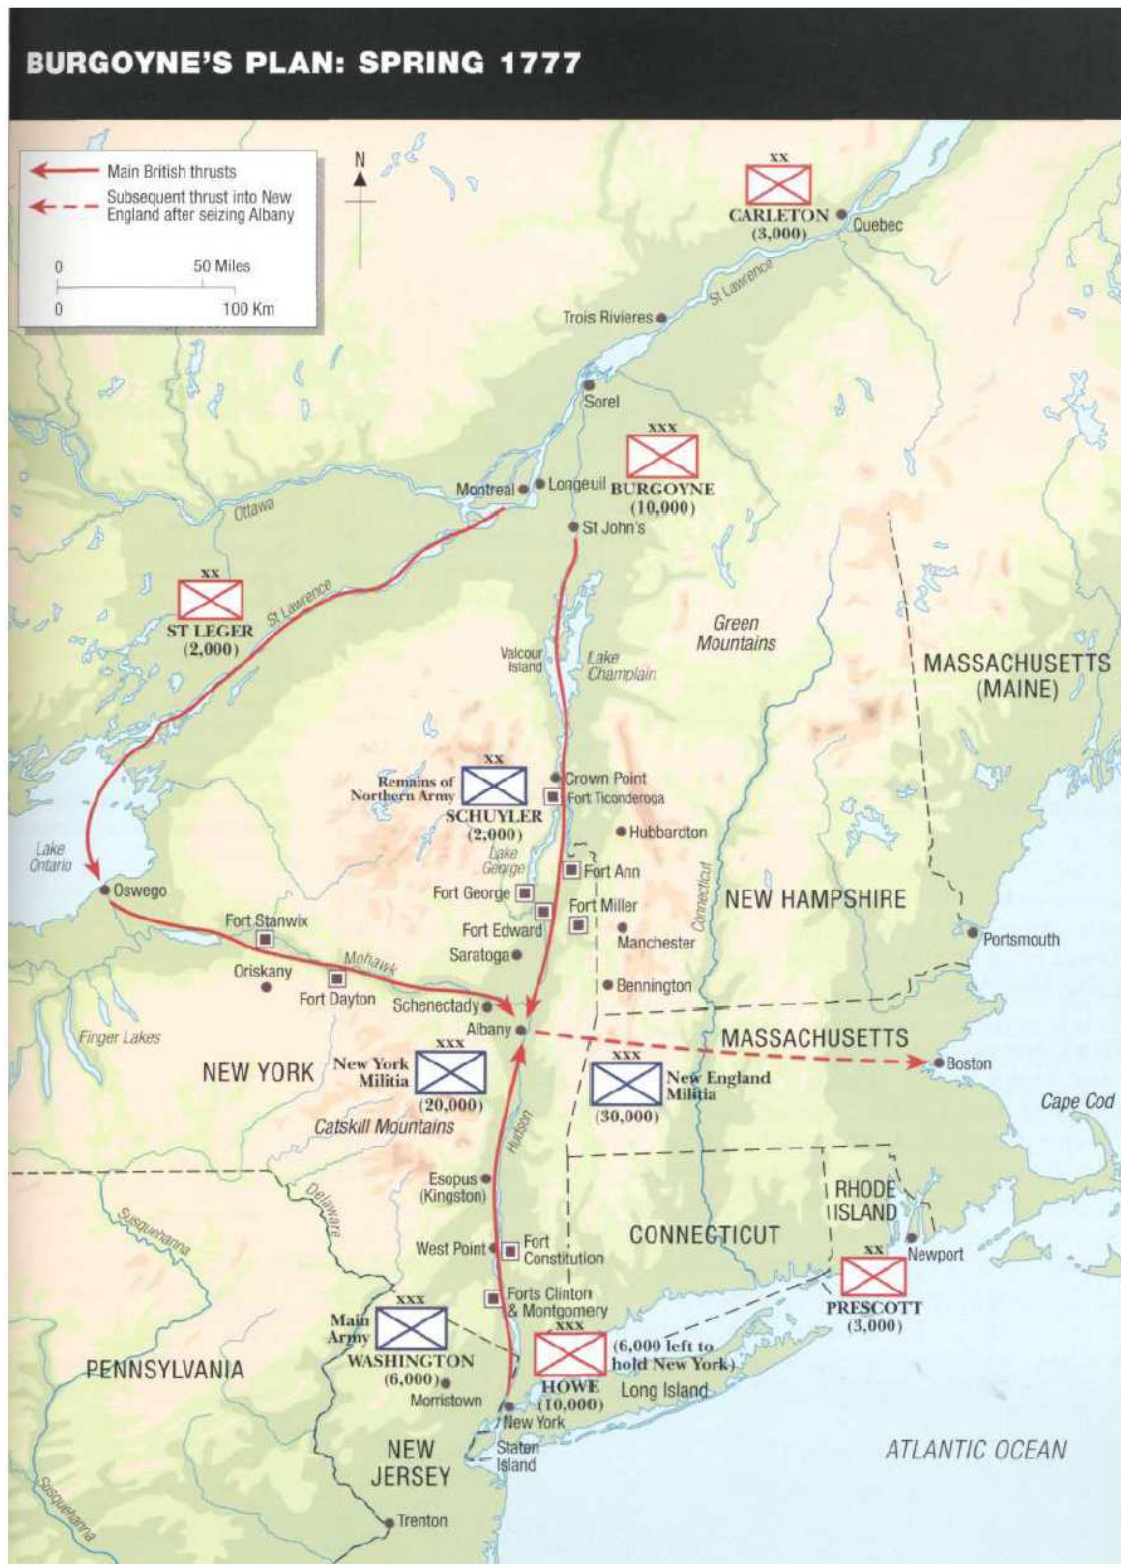 BURGOYNE'S PLAN: SPRING 1777
Main British thrusts
Subsequent thrust into New
England after seizing Albany
0 50 Miles
0 100 Km
N
XX
CARLETON
(3,000)
Quebec
St Lawrence
Trois Rivieres
Sorel
XXX
BURGOYNE
(10,000)
Montreal
Longeuil
Ottawa
St John's
XX
ST LEGER
(2,000)
St Lawrence
Valcour
Island
Lake
Champlain
Green
Mountains
MASSACHUSETTS
(MAINE)
XX
Remains of
Northern Army
SCHUYLER
(2,000)
Crown Point
Fort Ticonderoga
Hubbardton
Lake
Ontario
Oswego
Lake
George
Fort Ann
Fort George
Fort Miller
Fort Edward
Connecticut
NEW HAMPSHIRE
Fort Stanwix
Saratoga
Manchester
Portsmouth
Oriskany
Mohawk
Fort Dayton
Bennington
Schenectady
Finger Lakes
Albany
MASSACHUSETTS
Boston
NEW YORK
XXX
New York
Militia
(20,000)
XXX
New England
Militia
(30,000)
Cape Cod
Catskill Mountains
Hudson
Esopus
(Kingston)
Delaware
Susquehanna
RHODE
ISLAND
CONNECTICUT
West Point
Fort
Constitution
Newport
Forts Clinton
& Montgomery
XX
PRESCOTT
(3,000)
XXX
Main
Army
WASHINGTON
(6,000)
XXX
HOWE
(10,000)
(6,000 left to
hold New York)
Long Island
PENNSYLVANIA
Morristown
New York
Staten
Island
NEW
JERSEY
ATLANTIC OCEAN
Susquehanna
Trenton